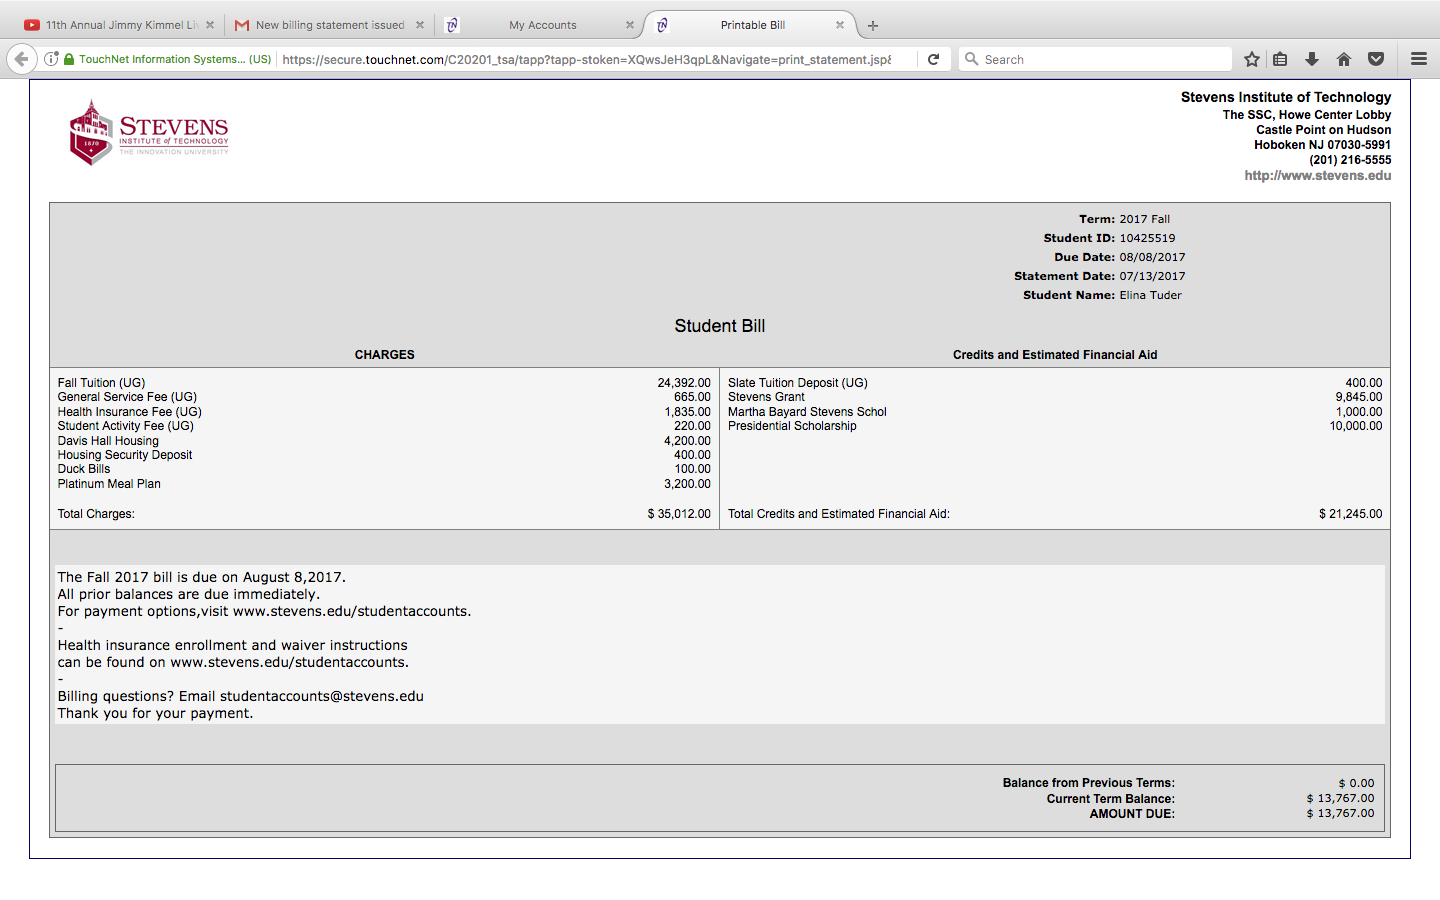 11th Annual Jimmy Kimmel Li
New billing statement issued
My Accounts
Printable Bill
TouchNet Information Systems... (US)
https://secure.touchnet.com/C20201_tsa/tapp?tapp-stoken=XQwsJeH3qpL&Navigate=print_statement.jsp&
Search
STEVENS
INSTITUTE of TECHNOLOGY
THE INNOVATION UNIVERSITY
1870
Stevens Institute of Technology
The SSC, Howe Center Lobby
Castle Point on Hudson
Hoboken NJ 07030-5991
(201) 216-5555
http://www.stevens.edu
Term: 2017 Fall
Student ID: 10425519
Due Date: 08/08/2017
Statement Date: 07/13/2017
Student Name: Elina Tuder
Student Bill
CHARGES
Credits and Estimated Financial Aid
Fall Tuition (UG) 24,392.00
General Service Fee (UG) 665.00
Health Insurance Fee (UG) 1,835.00
Student Activity Fee (UG) 220.00
Davis Hall Housing 4,200.00
Housing Security Deposit 400.00
Duck Bills 100.00
Platinum Meal Plan 3,200.00
Total Charges: $ 35,012.00
Slate Tuition Deposit (UG) 400.00
Stevens Grant 9,845.00
Martha Bayard Stevens Schol 1,000.00
Presidential Scholarship 10,000.00
Total Credits and Estimated Financial Aid: $ 21,245.00
The Fall 2017 bill is due on August 8,2017.
All prior balances are due immediately.
For payment options,visit www.stevens.edu/studentaccounts.
-
Health insurance enrollment and waiver instructions
can be found on www.stevens.edu/studentaccounts.
-
Billing questions? Email studentaccounts@stevens.edu
Thank you for your payment.
Balance from Previous Terms: $ 0.00
Current Term Balance: $ 13,767.00
AMOUNT DUE: $ 13,767.00